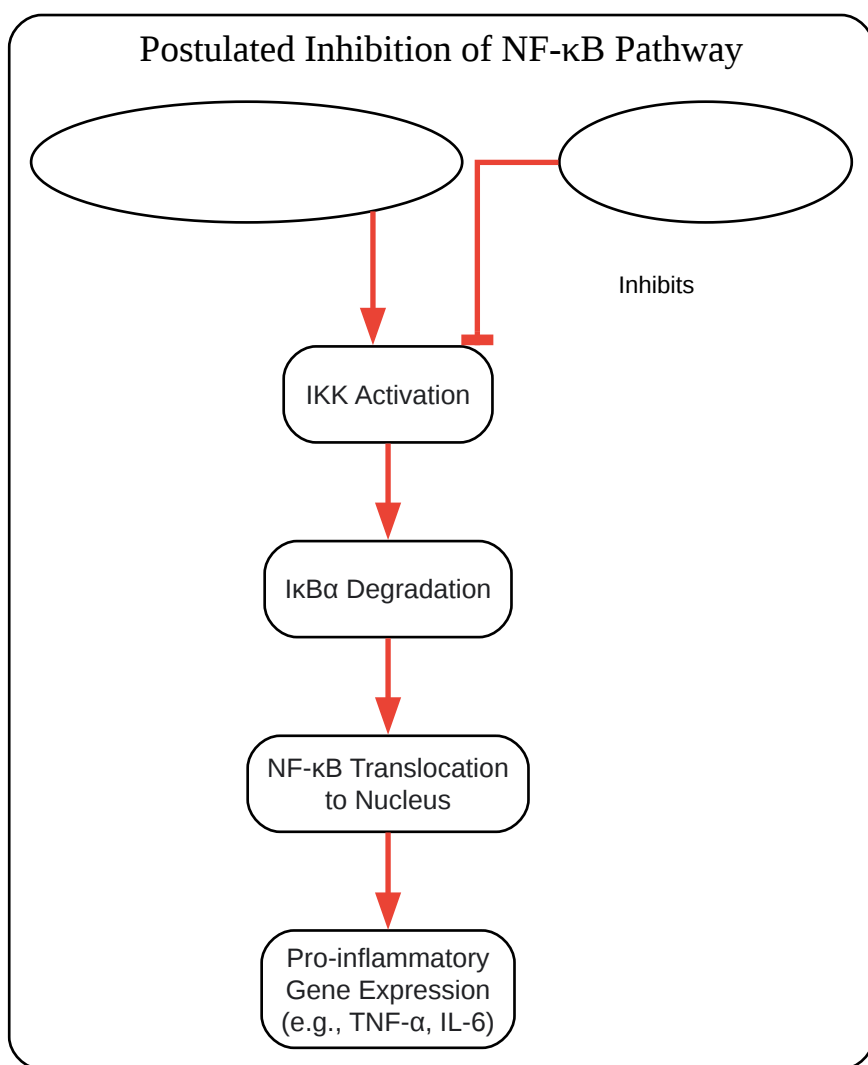 Postulated Inhibition of NF-κB Pathway
Inhibits
IKK Activation
IκBα Degradation
NF-κB Translocation
to Nucleus
Pro-inflammatory
Gene Expression
(e.g., TNF-α, IL-6)